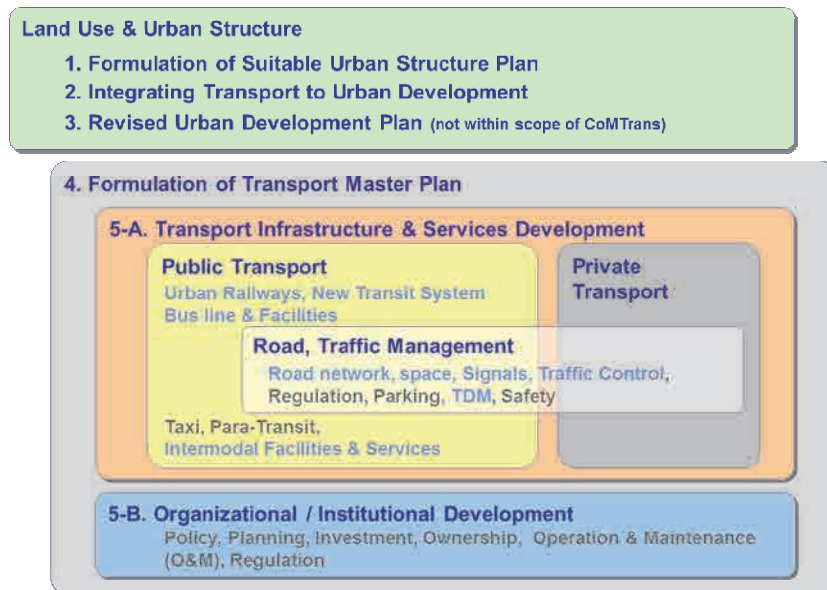 Land Use & Urban Structure
1. Formulation of Suitable Urban Structure Plan
2. Integrating Transport to Urban Development
3. Revised Urban Development Plan (not within scope of CoMTrans)
4. Formulation of Transport Master Plan
5-A. Transport Infrastructure & Services Development
Public Transport
Urban Railways, New Transit System
Bus line & Facilities
Private
Transport
Road, Traffic Management
Road network, space, Signals, Traffic Control,
Regulation, Parking, TDM, Safety
Taxi, Para-Transit,
Intermodal Facilities & Services
5-B. Organizational / Institutional Development
Policy, Planning, Investment, Ownership, Operation & Maintenance
(O&M), Regulation